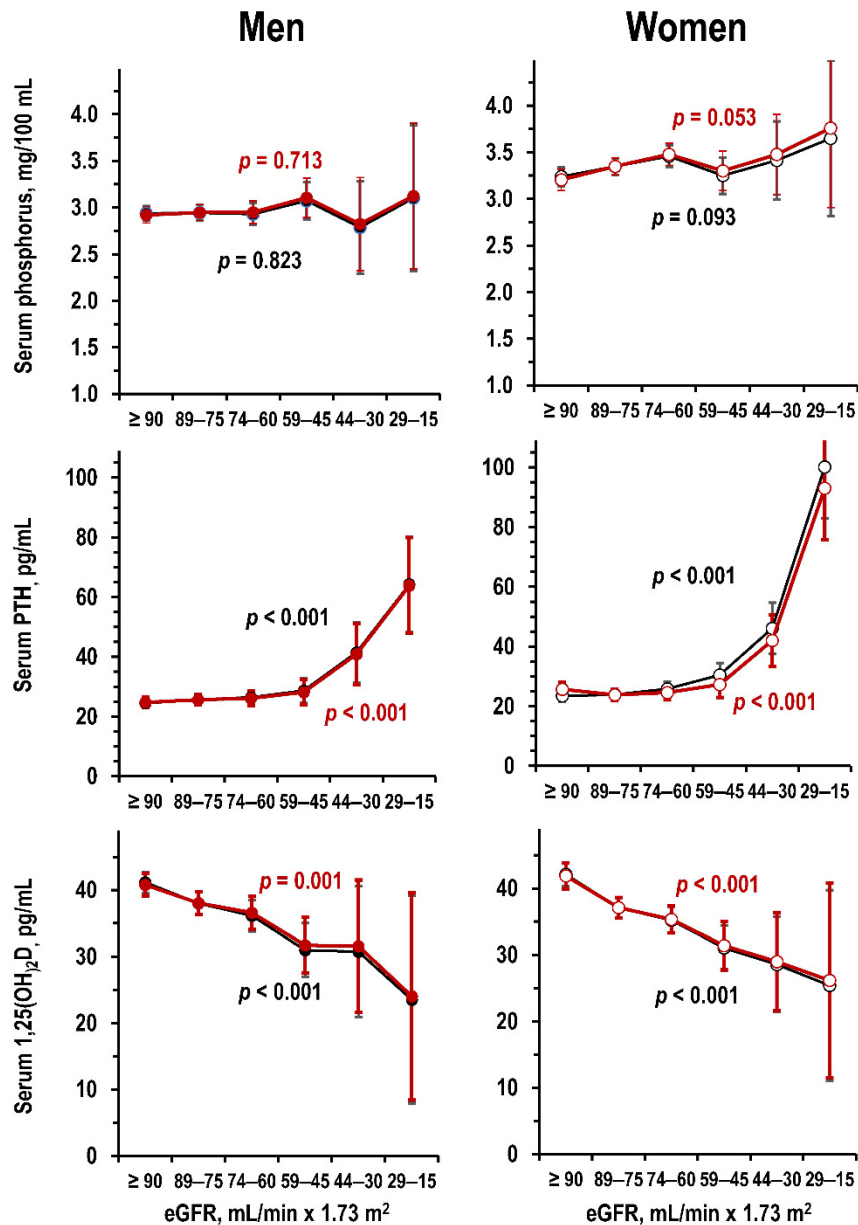 Men
Women
Serum phosphorus, mg/100 mL
4.0
3.5
3.0
2.5
2.0
1.5
1.0
p = 0.713
p = 0.823
≥ 90 89–75 74–60 59–45 44–30 29–15
4.0
3.5
3.0
2.5
2.0
1.5
1.0
p = 0.053
p = 0.093
≥ 90 89–75 74–60 59–45 44–30 29–15
Serum PTH, pg/mL
100
80
60
40
20
0
p < 0.001
p < 0.001
≥ 90 89–75 74–60 59–45 44–30 29–15
100
80
60
40
20
0
p < 0.001
p < 0.001
≥ 90 89–75 74–60 59–45 44–30 29–15
Serum 1,25(OH)2D, pg/mL
40
30
20
10
0
p = 0.001
p < 0.001
≥ 90 89–75 74–60 59–45 44–30 29–15
eGFR, mL/min x 1.73 m²
40
30
20
10
0
p < 0.001
p < 0.001
≥ 90 89–75 74–60 59–45 44–30 29–15
eGFR, mL/min x 1.73 m²